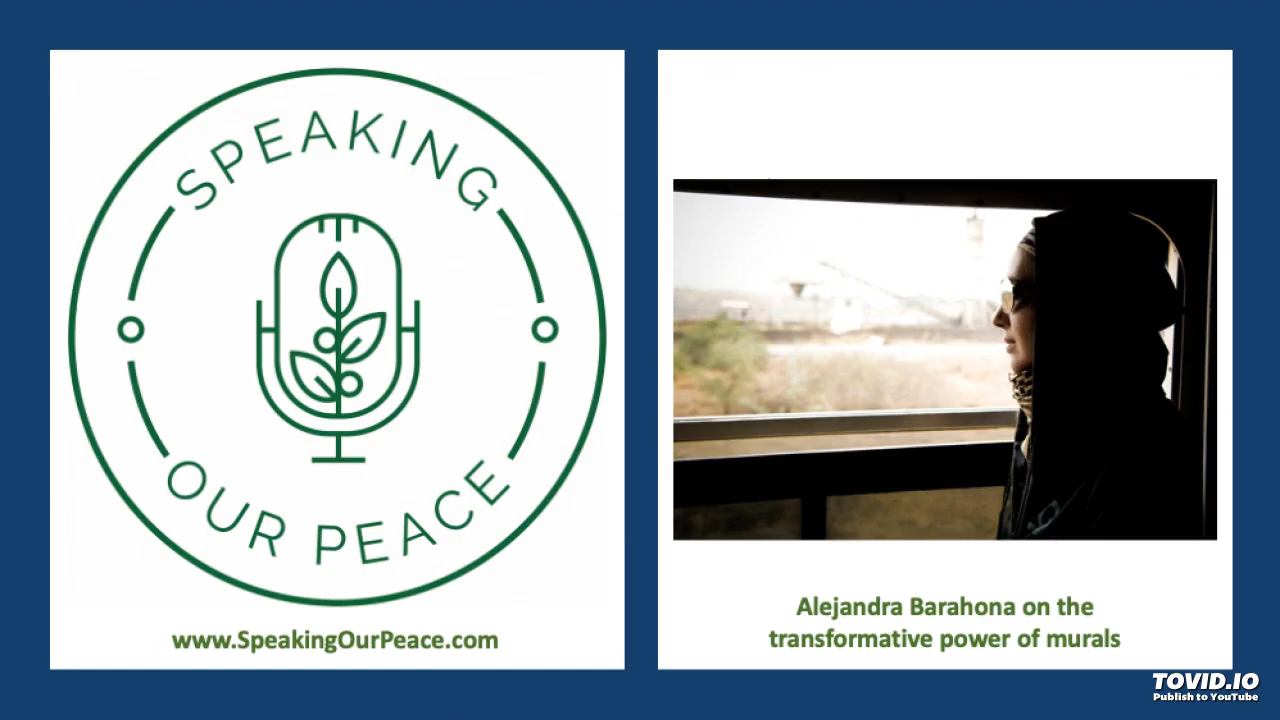 SPEAKING
OUR PEACE
www.SpeakingOurPeace.com
Alejandra Barahona on the
transformative power of murals
TOVID.IO
Publish to YouTube